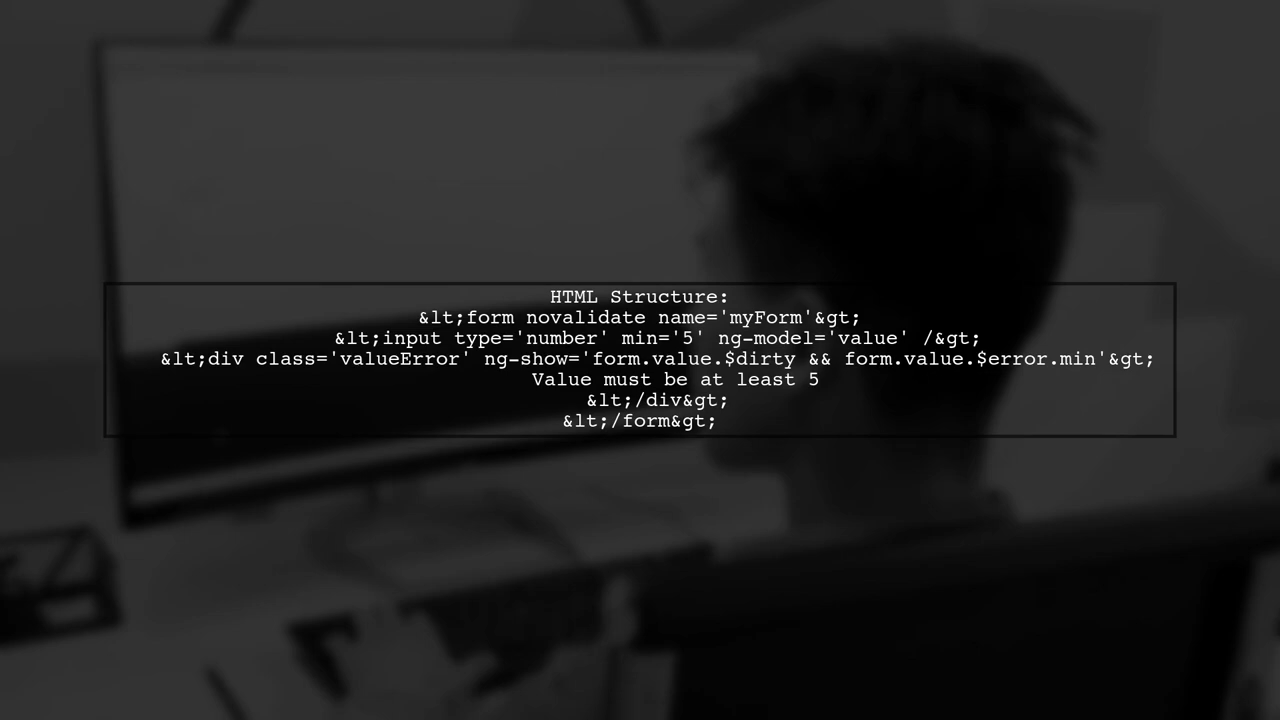 HTML Structure:
&lt;form novalidate name='myForm'&gt;
&lt;input type='number' min='5' ng-model='value' /&gt;
&lt;div class='valueError' ng-show='form.value.$dirty && form.value.$error.min'&gt;
Value must be at least 5
&lt;/div&gt;
&lt;/form&gt;